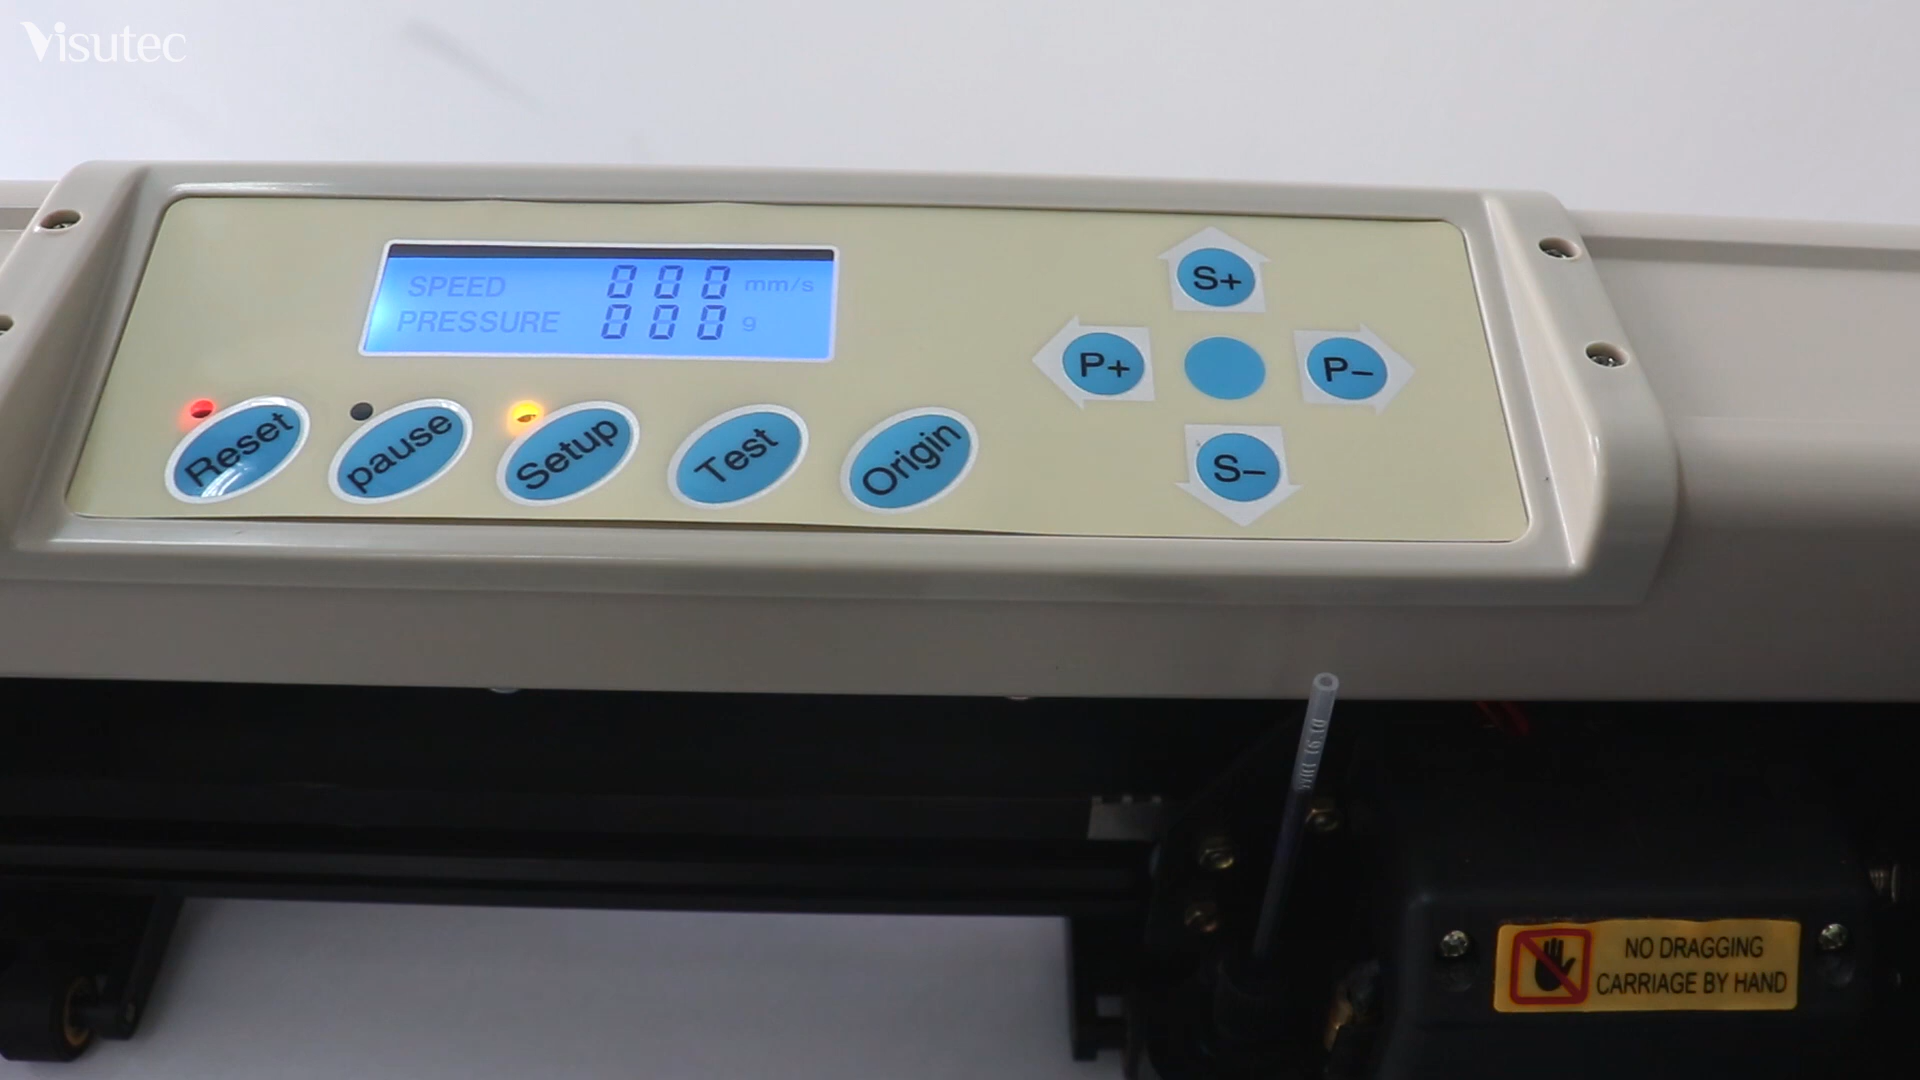 Visutec
SPEED 000 mm/s
PRESSURE 000 g
Reset
pause
Setup
Test
Origin
S+
P+
P-
S-
NO DRAGGING
CARRIAGE BY HAND